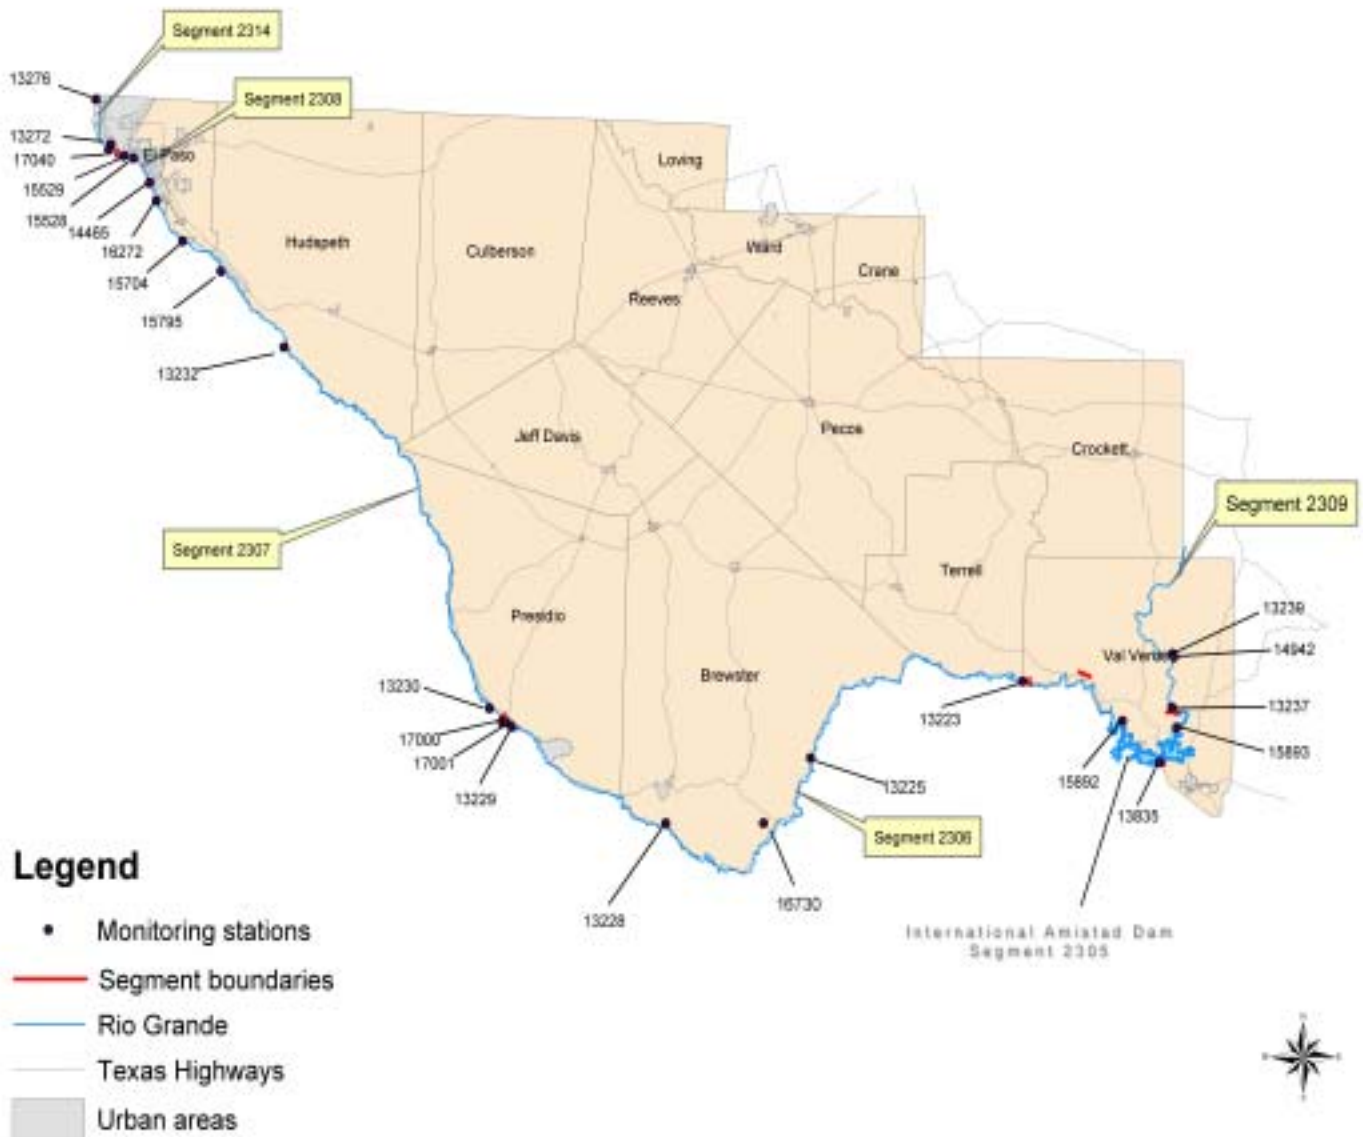 Segment 2314
13276
Segment 2308
13272
17040
El Paso
15529
15528
14465
16272
15704
15795
13232
Loving
Hudspeth
Culberson
Ward
Crane
Reeves
Jeff Davis
Pecos
Crockett
Segment 2309
Segment 2307
Terrell
Presidio
Brewster
Val Verde
13239
14942
13230
17000
17001
13229
13223
13237
15893
15892
13225
13835
Segment 2306
13228
16730
International Amistad Dam
Segment 2305
Legend
Monitoring stations
Segment boundaries
Rio Grande
Texas Highways
Urban areas